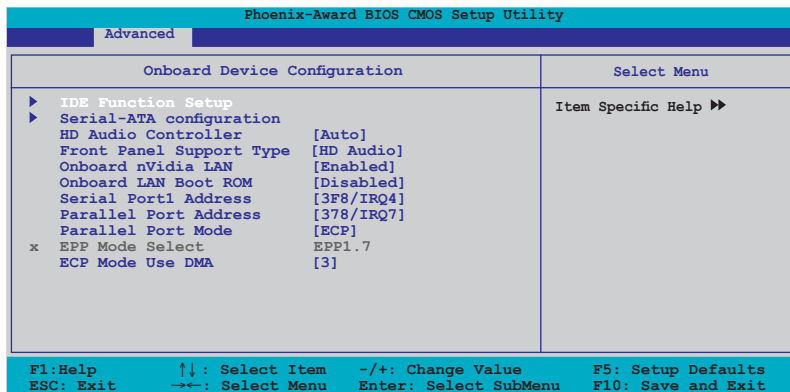 Phoenix-Award BIOS CMOS Setup Utility
Advanced
Onboard Device Configuration
Select Menu
IDE Function Setup
Item Specific Help
Serial-ATA configuration
HD Audio Controller [Auto]
Front Panel Support Type [HD Audio]
Onboard nVidia LAN [Enabled]
Onboard LAN Boot ROM [Disabled]
Serial Port1 Address [3F8/IRQ4]
Parallel Port Address [378/IRQ7]
Parallel Port Mode [ECP]
x EPP Mode Select EPP1.7
ECP Mode Use DMA [3]
F1:Help ↑↓: Select Item -/+: Change Value F5: Setup Defaults
ESC: Exit →←: Select Menu Enter: Select SubMenu F10: Save and Exit